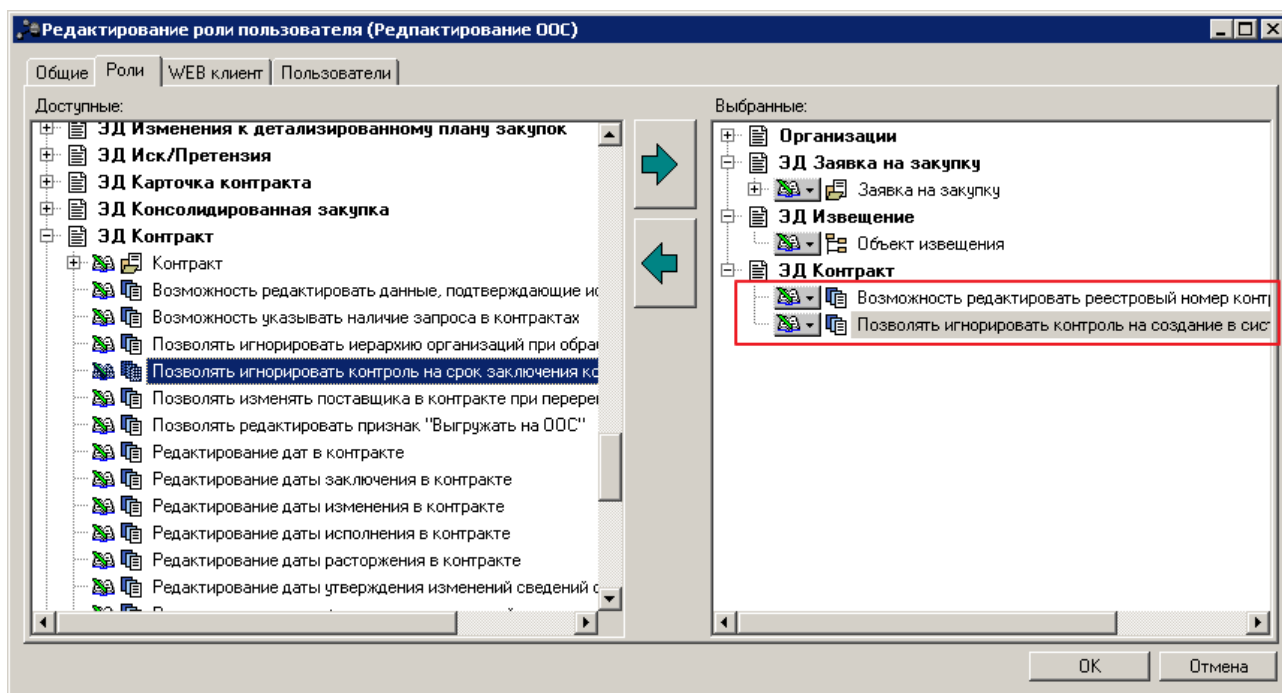 Редактирование роли пользователя (Редпактирование ООС)
Общие Роли WEB клиент Пользователи
Доступные:
ЭД Изменения к детализированному плану закупок
ЭД Иск/Претензия
ЭД Карточка контракта
ЭД Консолидированная закупка
ЭД Контракт
Контракт
Возможность редактировать данные, подтверждающие ис
Возможность указывать наличие запроса в контрактах
Позволять игнорировать иерархию организаций при обра
Позволять игнорировать контроль на срок заключения ко
Позволять изменять поставщика в контракте при перере
Позволять редактировать признак "Выгружать на ООС"
Редактирование дат в контракте
Редактирование даты заключения в контракте
Редактирование даты изменения в контракте
Редактирование даты исполнения в контракте
Редактирование даты расторжения в контракте
Редактирование даты утверждения изменений сведений с
Выбранные:
Организации
ЭД Заявка на закупку
Заявка на закупку
ЭД Извещение
Объект извещения
ЭД Контракт
Возможность редактировать реестровый номер конт
Позволять игнорировать контроль на создание в сис
OK Отмена